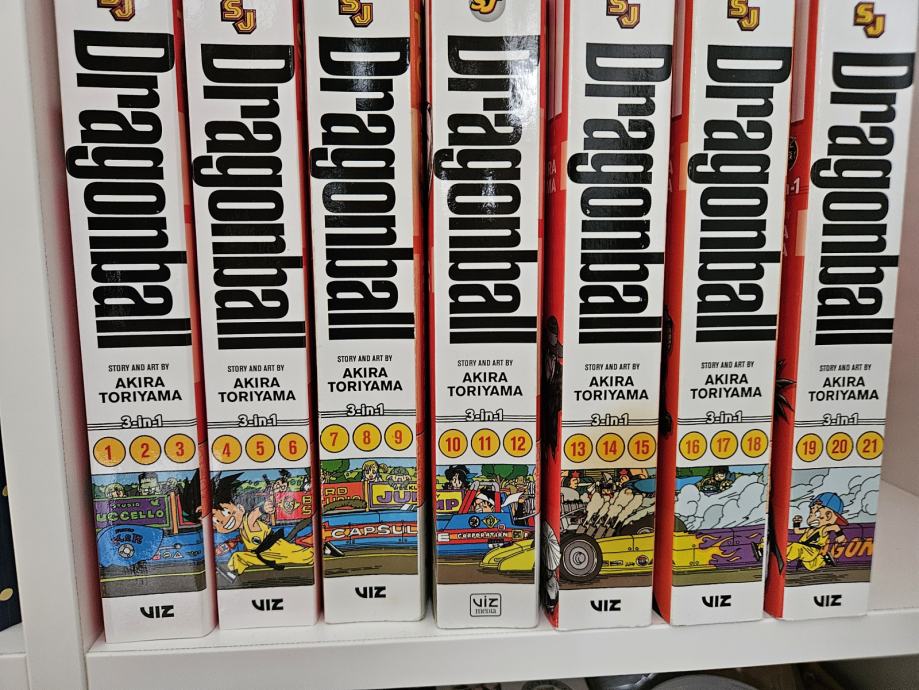 SJ
Dragonball
STORY AND ART BY
AKIRA
TORIYAMA
3-in-1
1 2 3
VIZ
SJ
Dragonball
STORY AND ART BY
AKIRA
TORIYAMA
3-in-1
4 5 6
VIZ
SJ
Dragonball
STORY AND ART BY
AKIRA
TORIYAMA
3-in-1
7 8 9
JUMP
CAPSUL
VIZ
SJ
Dragonball
STORY AND ART BY
AKIRA
TORIYAMA
3-in-1
10 11 12
E CORPORATION
VIZ
media
SJ
Dragonball
STORY AND ART BY
AKIRA
TORIYAMA
3-in-1
13 14 15
VIZ
SJ
Dragonball
STORY AND ART BY
AKIRA
TORIYAMA
3-in-1
16 17 18
VIZ
SJ
Dragonball
STORY AND ART BY
AKIRA
TORIYAMA
3-in-1
19 20 21
VIZ